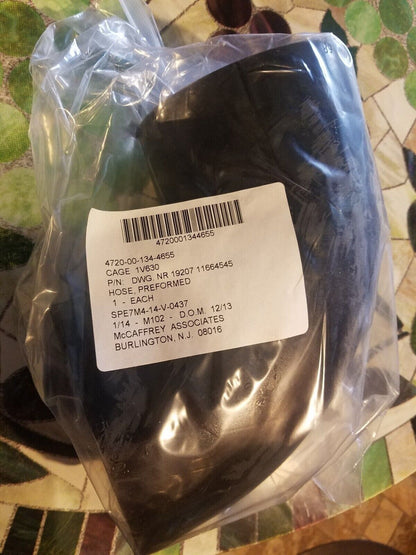 4720001344655
4720-00-134-4655
CAGE 1V630
P/N: DWG. NR 19207 11664545
HOSE, PREFORMED
1 - EACH
SPE7M4-14-V-0437
1/14 - M102 - D.O.M. 12/13
McCAFFREY ASSOCIATES
BURLINGTON, N.J. 08016